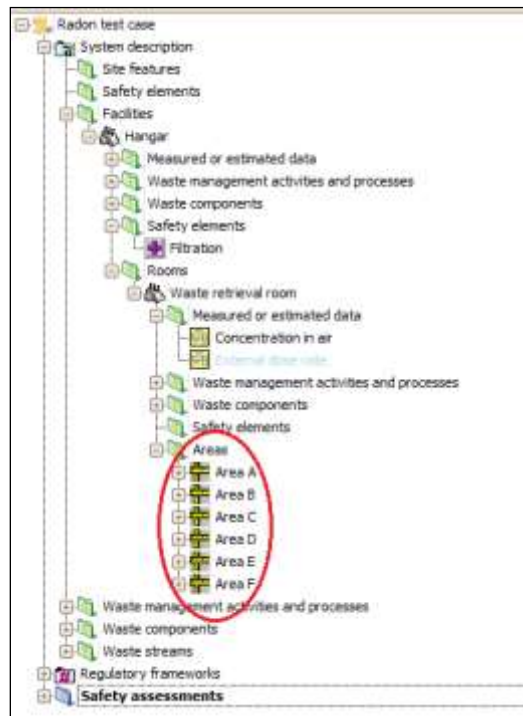 Radon test case
System description
Site features
Safety elements
Facilities
Hangar
Measured or estimated data
Waste management activities and processes
Waste components
Safety elements
Filtration
Rooms
Waste retrieval room
Measured or estimated data
Concentration in air
External dose rate
Waste management activities and processes
Waste components
Safety elements
Areas
Area A
Area B
Area C
Area D
Area E
Area F
Waste management activities and processes
Waste components
Waste streams
Regulatory frameworks
Safety assessments